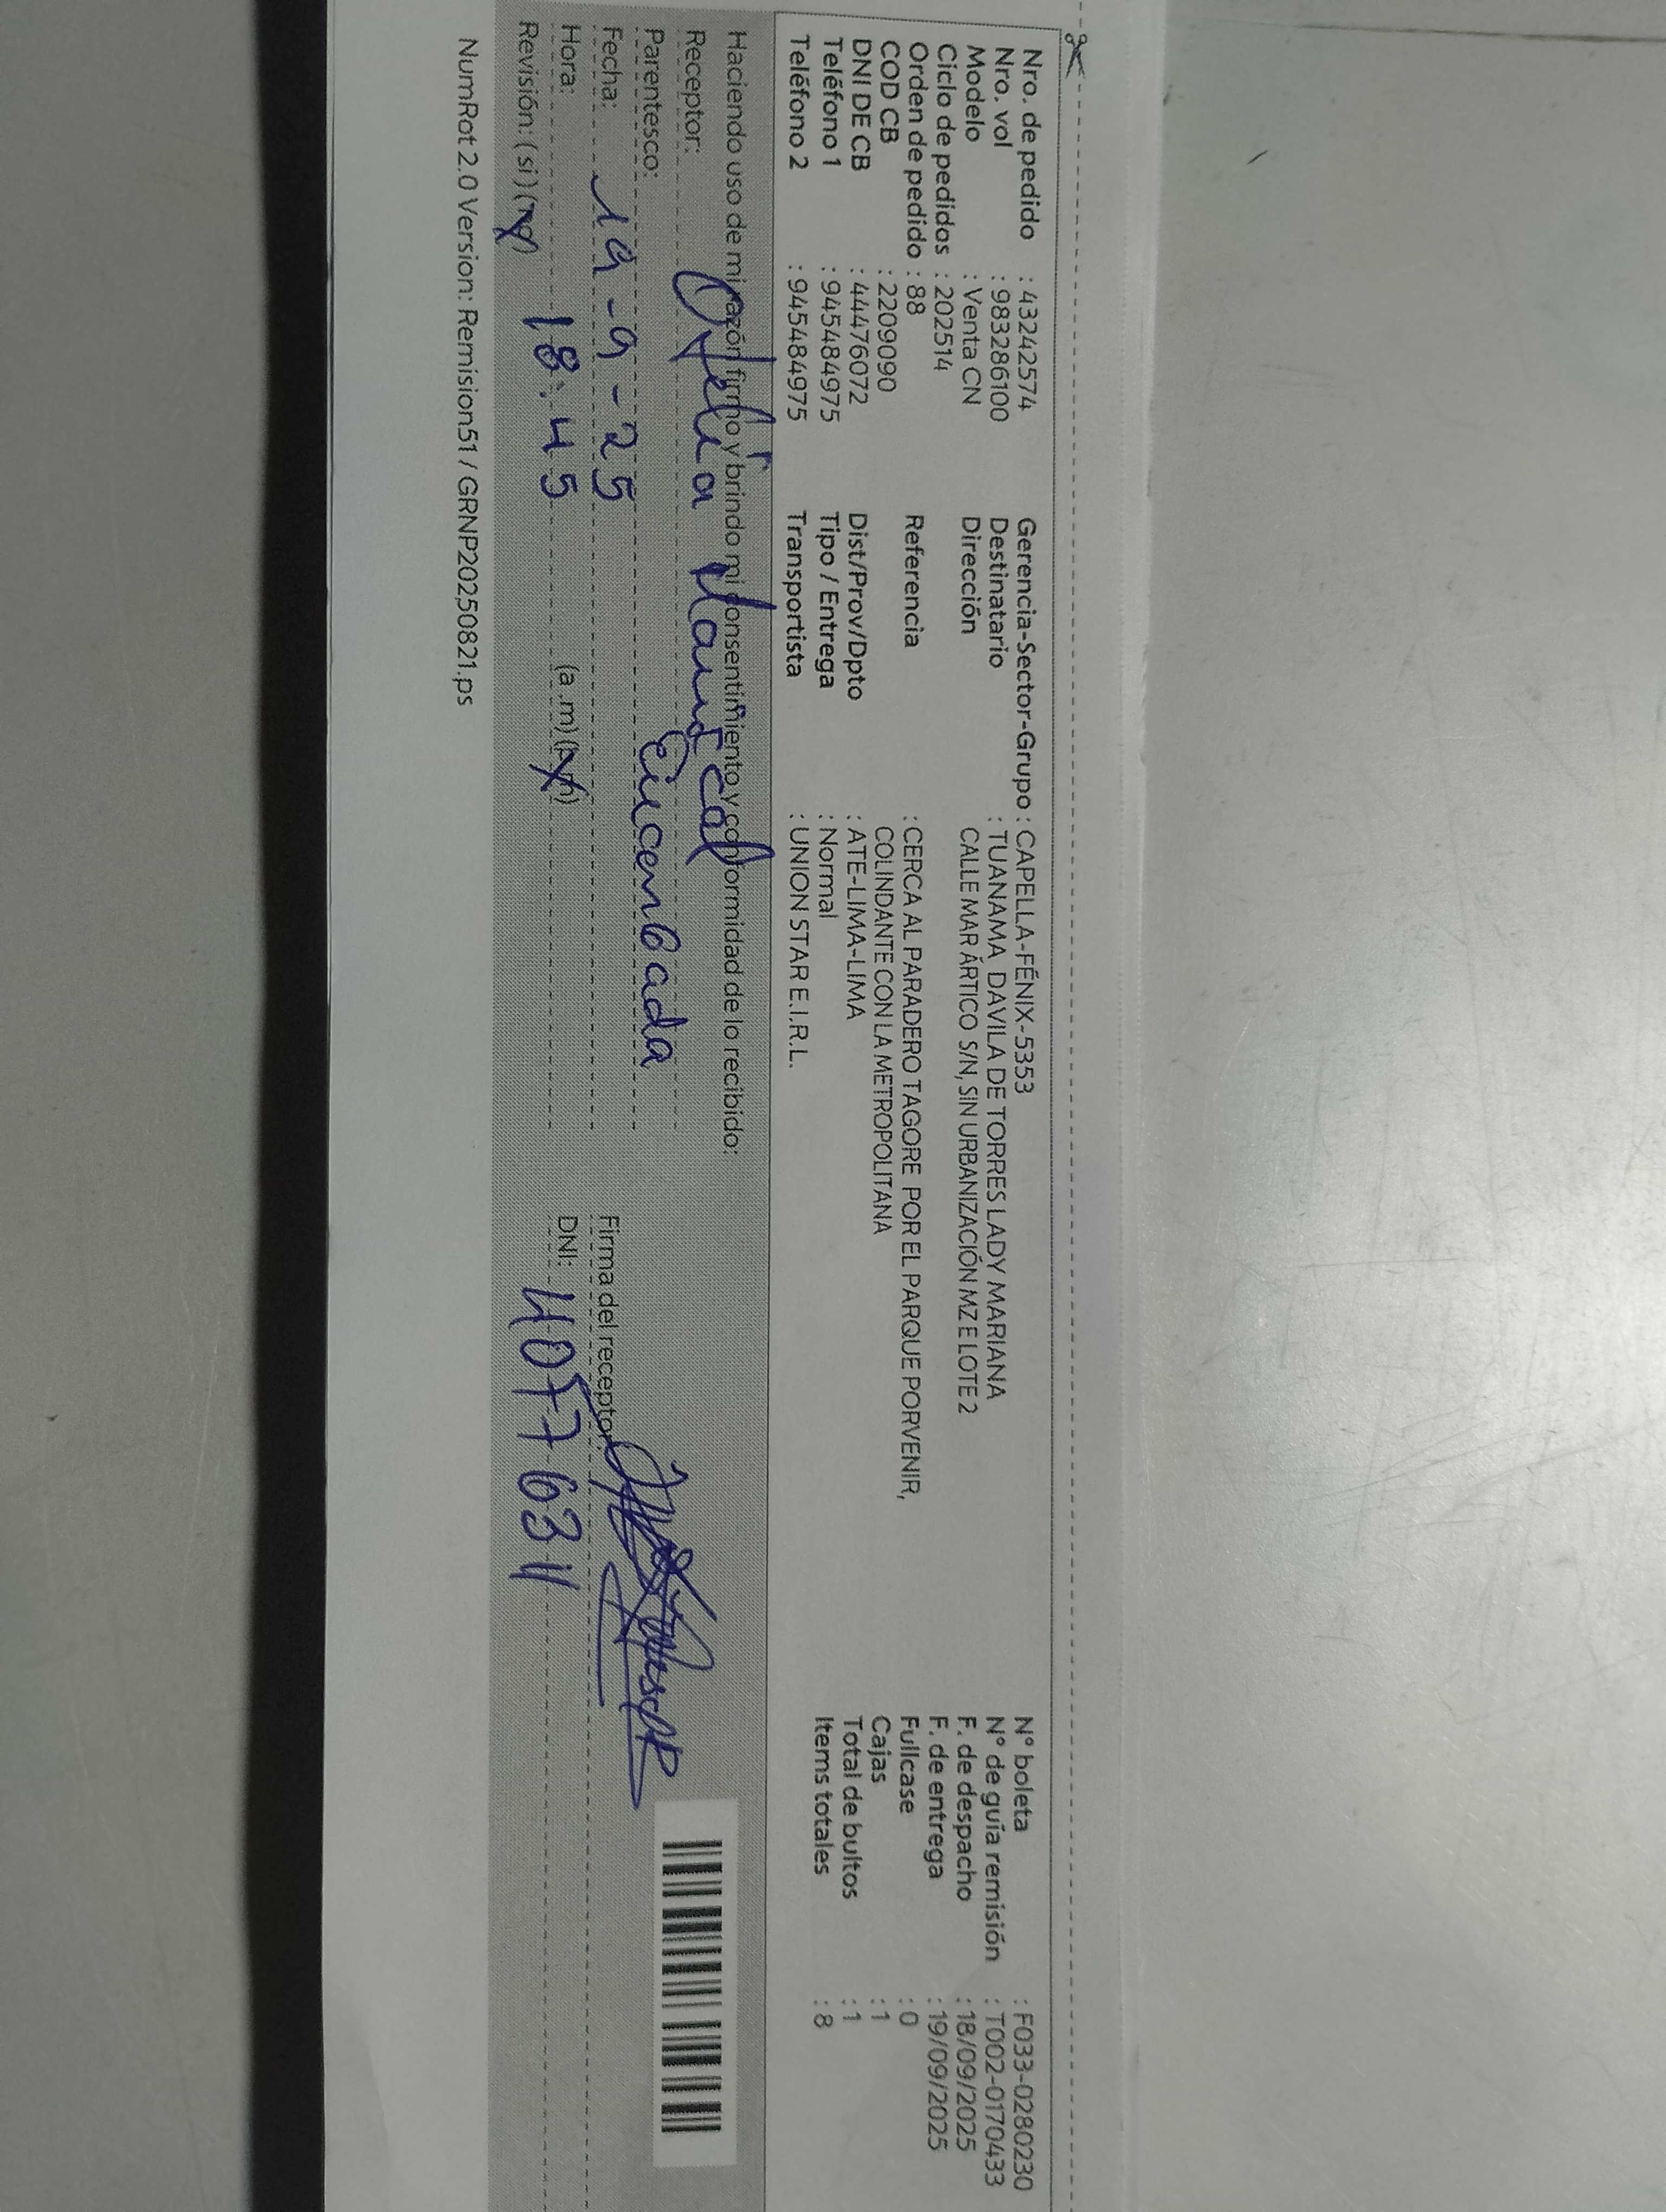 Nro. de pedido : 43242574
Nro. vol : 983286100
Modelo : Venta CN
Ciclo de pedidos : 202514
Orden de pedido : 88
COD CB : 2209090
DNI DE CB : 44476072
Teléfono 1 : 945484975
Teléfono 2 : 945484975
Gerencia-Sector-Grupo : CAPELLA-FÉNIX-5353
Destinatario : TUANAMA DAVILA DE TORRES LADY MARIANA
Dirección CALLE MAR ÁRTICO S/N, SIN URBANIZACIÓN MZ E LOTE 2
Referencia : CERCA AL PARADERO TAGORE POR EL PARQUE PORVENIR,
COLINDANTE CON LA METROPOLITANA
Dist/Prov/Dpto : ATE-LIMA-LIMA
Tipo / Entrega : Normal
Transportista : UNION STAR E.I.R.L.
N° boleta : F033-0280230
N° de guía remisión : T002-0170433
F. de despacho : 18/09/2025
F. de entrega : 19/09/2025
Fullcase : 0
Cajas : 1
Total de bultos : 1
Items totales : 8
Haciendo uso de mi razón firmo y brindo mi consentimiento y conformidad de lo recibido:
Receptor: Ofelia
Parentesco:
Fecha: 19-9-25
Hora: 18:45 (a.m) (p.m)
Revisión: (si) (no)
Firma del receptor:
DNI: 407776311
NumRot 2.0 Version: Remision51 / GRNP20250821.ps